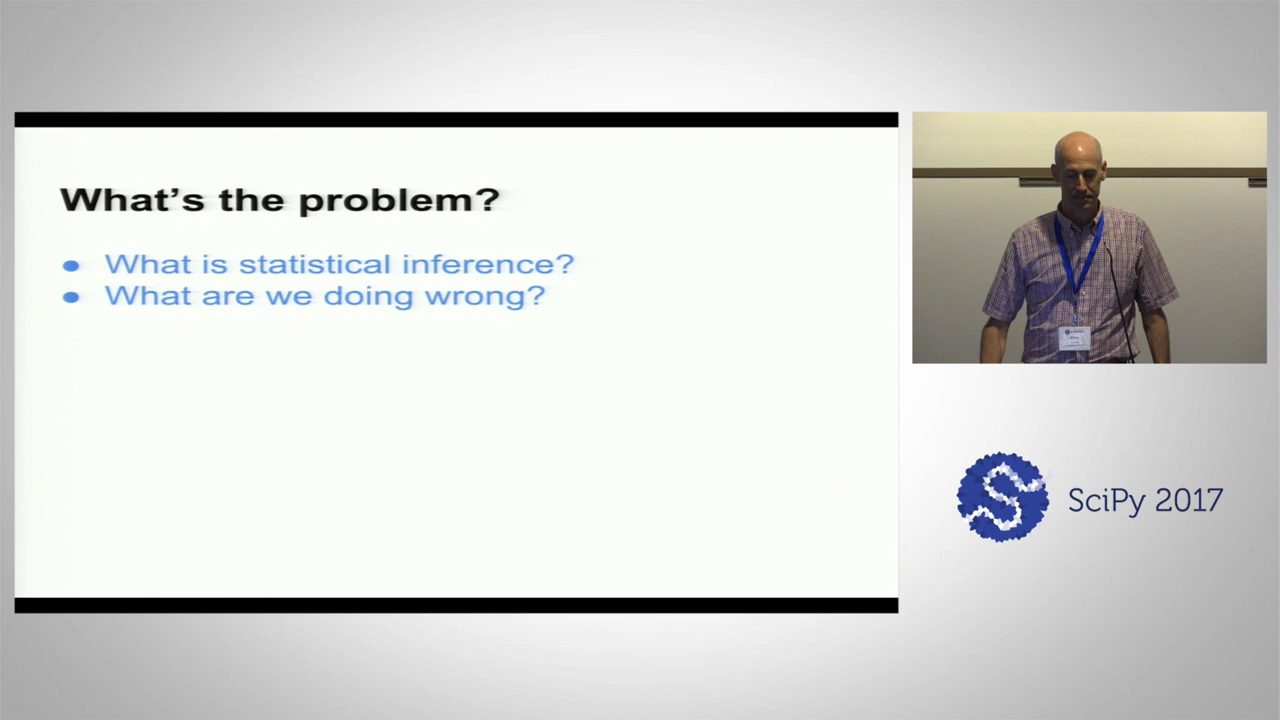 What's the problem?
● What is statistical inference?
● What are we doing wrong?
SciPy 2017